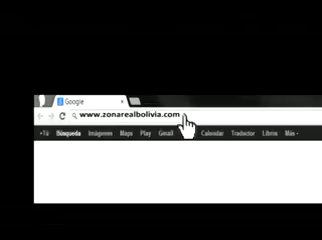 Google
www.zonarealbolivia.com
+Tú Búsqueda Imágenes Maps Play Gmail Calendar Traductor Libros Más